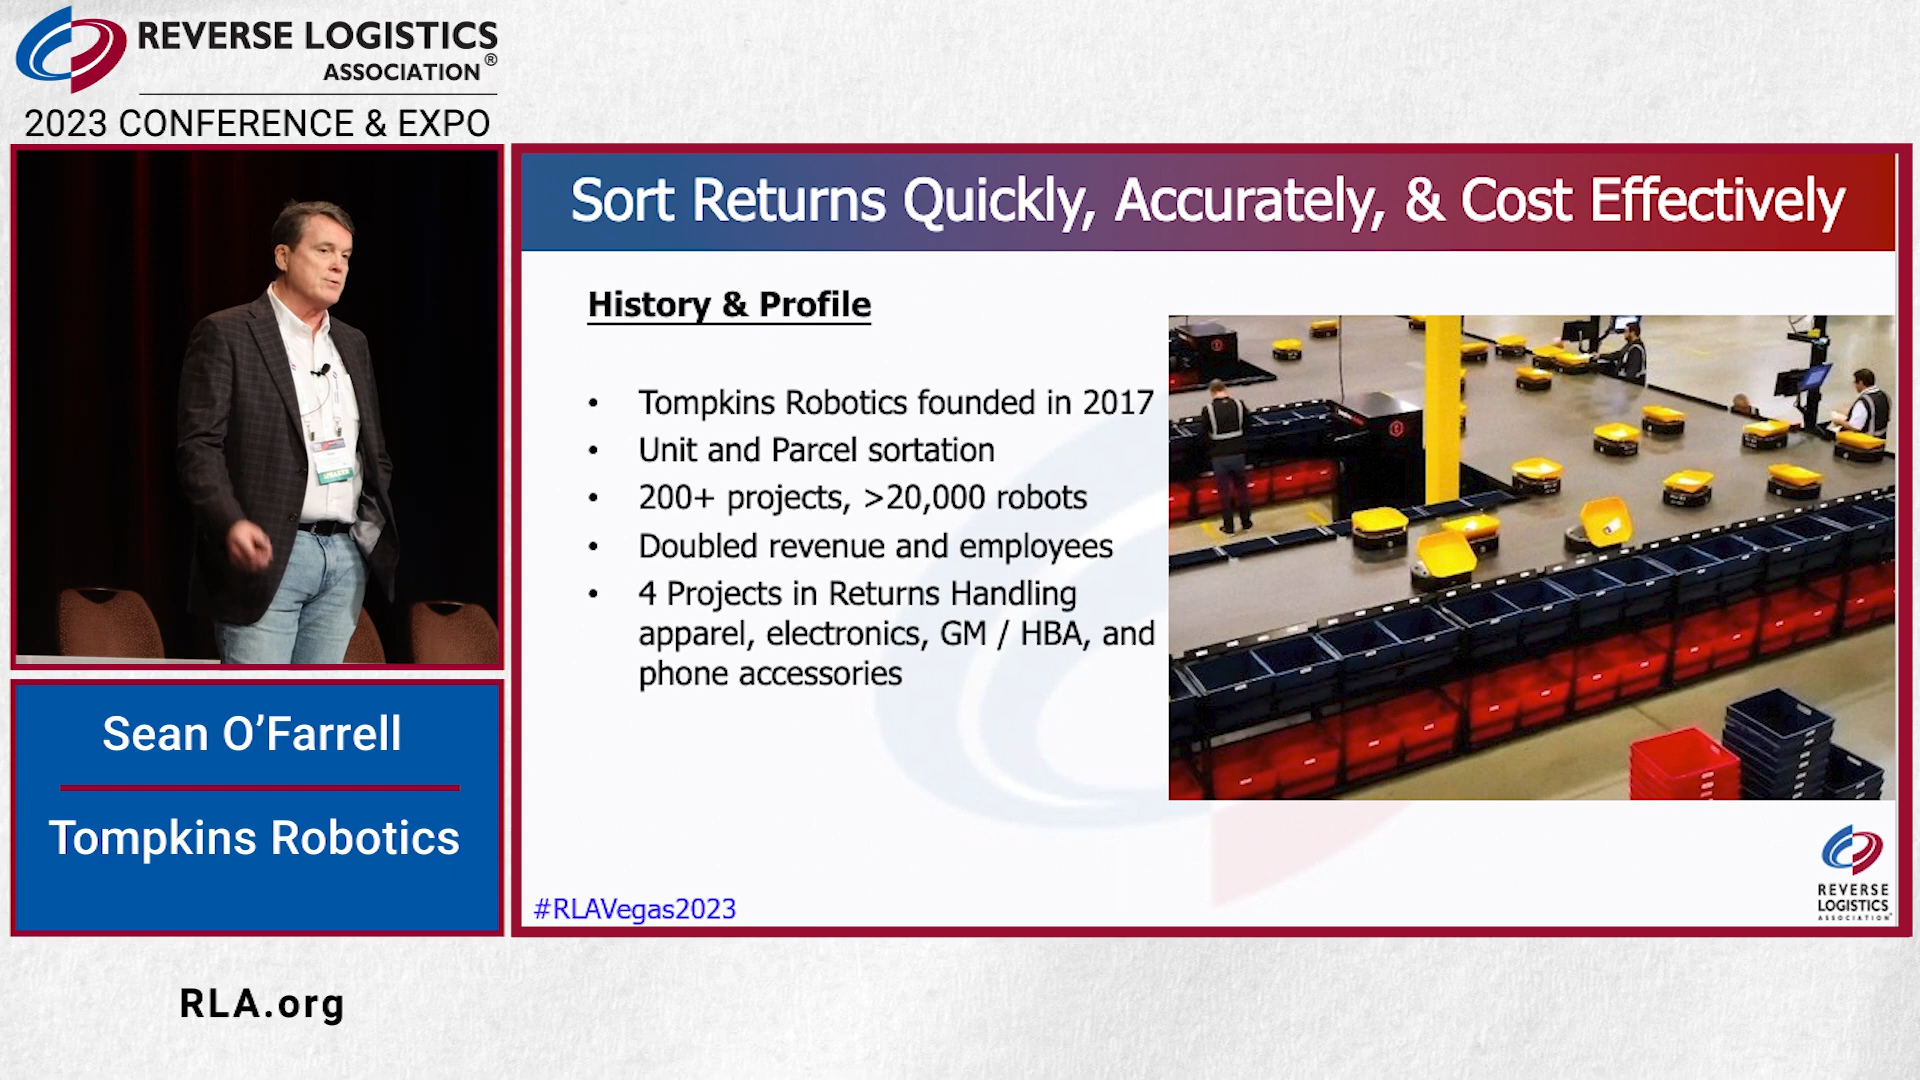 REVERSE LOGISTICS
ASSOCIATION®
2023 CONFERENCE & EXPO
Sort Returns Quickly, Accurately, & Cost Effectively
History & Profile
• Tompkins Robotics founded in 2017
• Unit and Parcel sortation
• 200+ projects, >20,000 robots
• Doubled revenue and employees
• 4 Projects in Returns Handling
apparel, electronics, GM / HBA, and
phone accessories
#RLAVegas2023
REVERSE
LOGISTICS
ASSOCIATION®
Sean O’Farrell
Tompkins Robotics
RLA.org